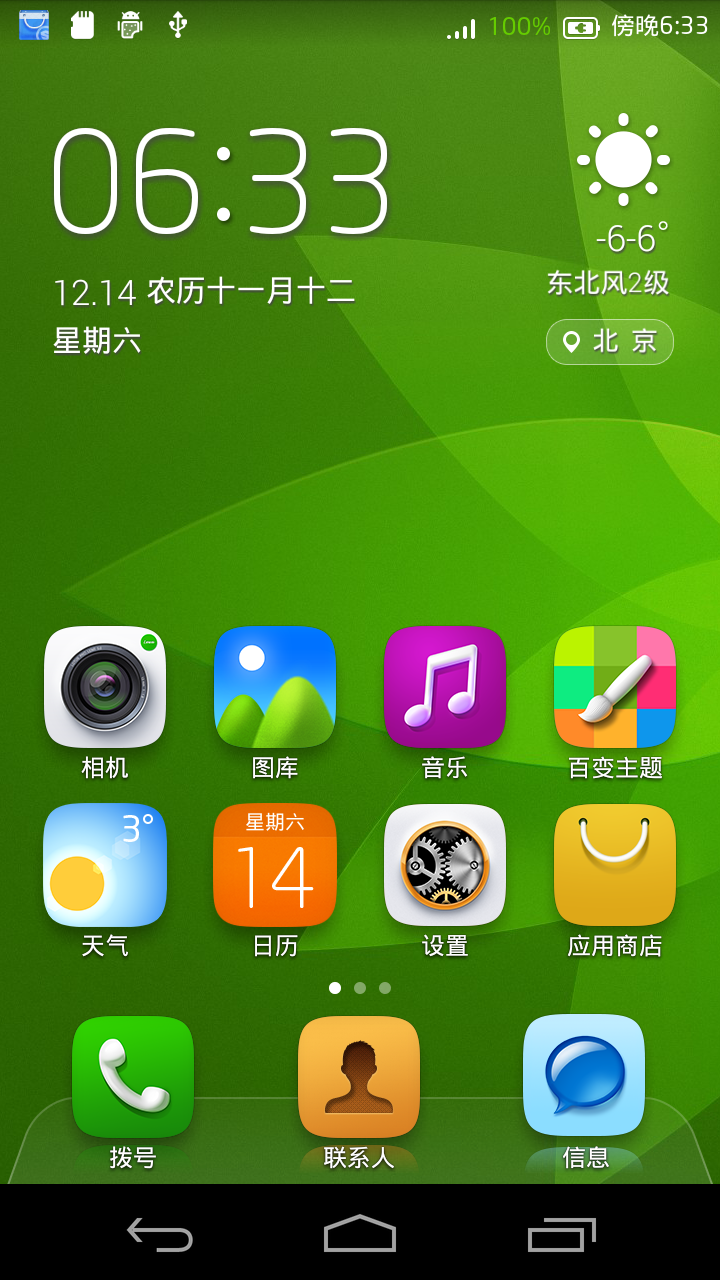 100% 傍晚6:33
06:33
-6-6°
12.14 农历十一月十二
东北风2级
星期六
北 京
相机 图库 音乐 百变主题
3°
星期六
14
天气 日历 设置 应用商店
拨号 联系人 信息